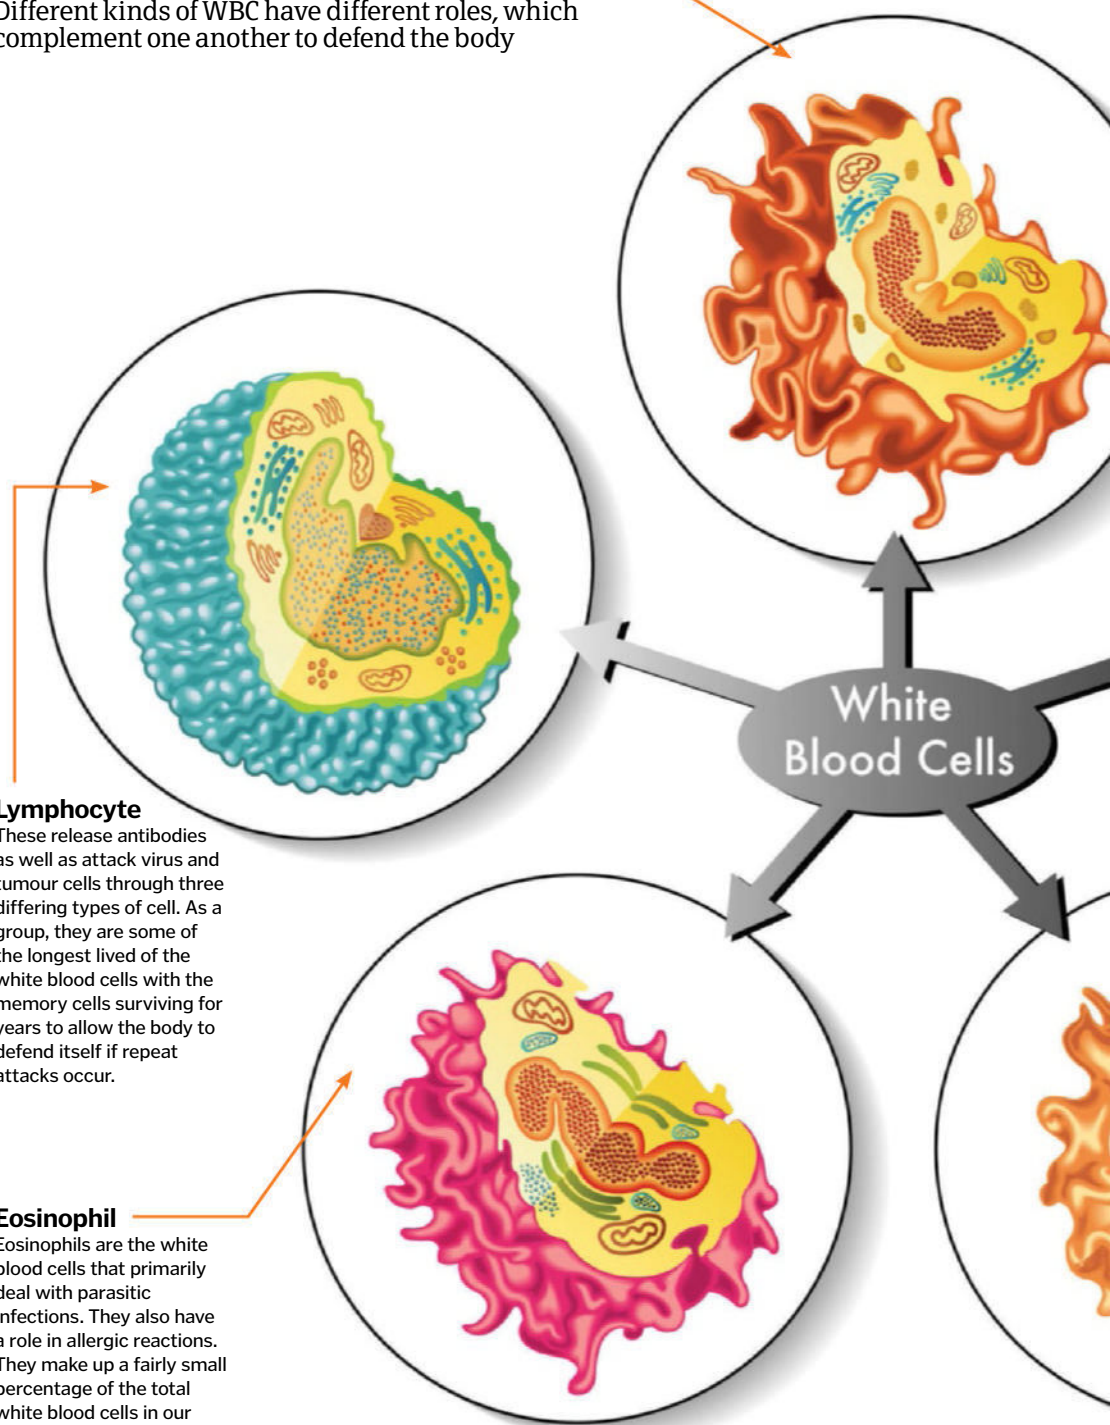 Different kinds of WBC have different roles, which
complement one another to defend the body
White
Blood Cells
Lymphocyte
These release antibodies
as well as attack virus and
tumour cells through three
differing types of cell. As a
group, they are some of
the longest lived of the
white blood cells with the
memory cells surviving for
years to allow the body to
defend itself if repeat
attacks occur.
Eosinophil
Eosinophils are the white
blood cells that primarily
deal with parasitic
infections. They also have
a role in allergic reactions.
They make up a fairly small
percentage of the total
white blood cells in our